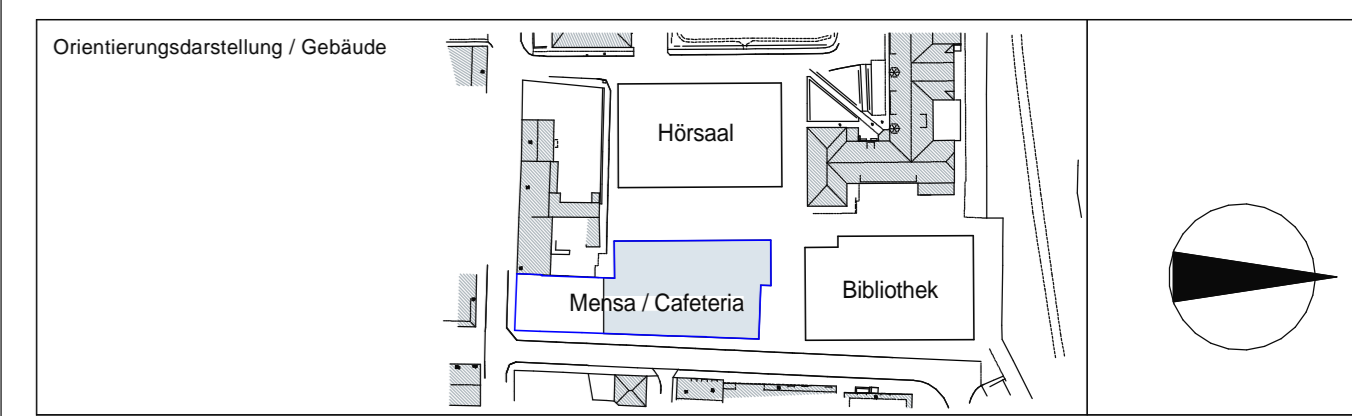 Orientierungsdarstellung / Gebäude
Hörsaal
Mensa / Cafeteria
Bibliothek